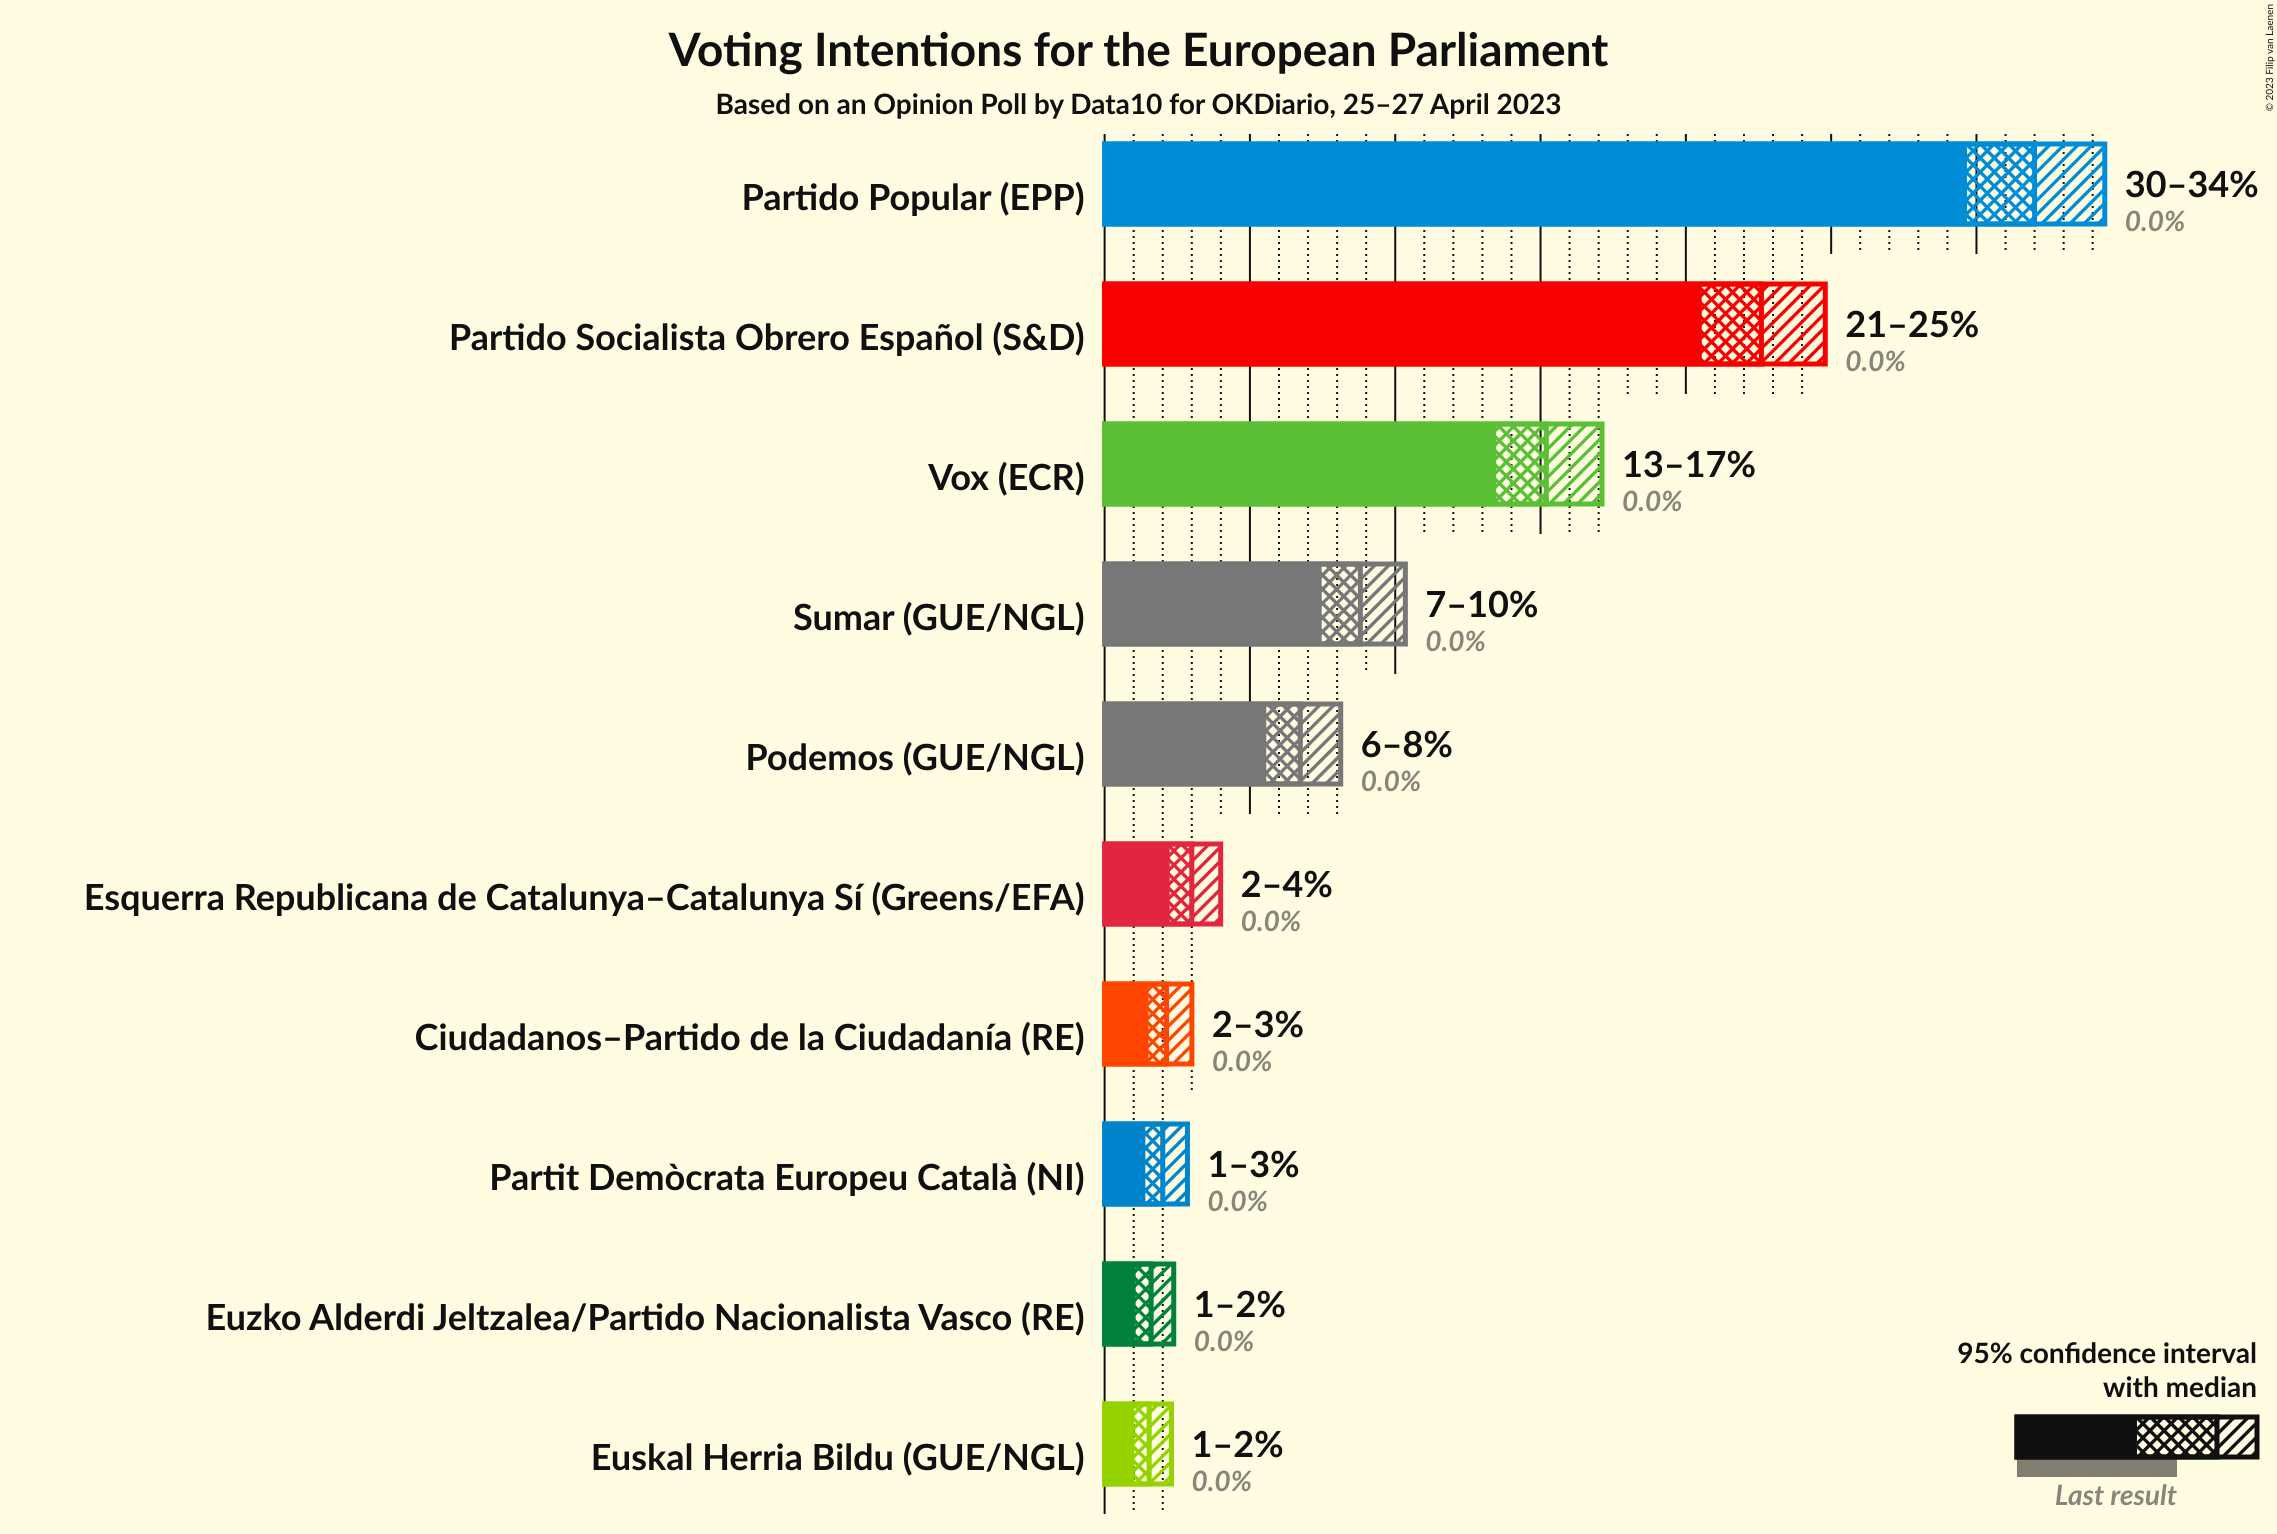 Voting Intentions for the European Parliament
Based on an Opinion Poll by Data10 for OKDiario, 25–27 April 2023
© 2023 Filip van Laenen
Partido Popular (EPP)
30–34%
0.0%
Partido Socialista Obrero Español (S&D)
21–25%
0.0%
Vox (ECR)
13–17%
0.0%
Sumar (GUE/NGL)
7–10%
0.0%
Podemos (GUE/NGL)
6–8%
0.0%
Esquerra Republicana de Catalunya–Catalunya Sí (Greens/EFA)
2–4%
0.0%
Ciudadanos–Partido de la Ciudadanía (RE)
2–3%
0.0%
Partit Demòcrata Europeu Català (NI)
1–3%
0.0%
Euzko Alderdi Jeltzalea/Partido Nacionalista Vasco (RE)
1–2%
0.0%
Euskal Herria Bildu (GUE/NGL)
1–2%
0.0%
95% confidence interval
with median
Last result